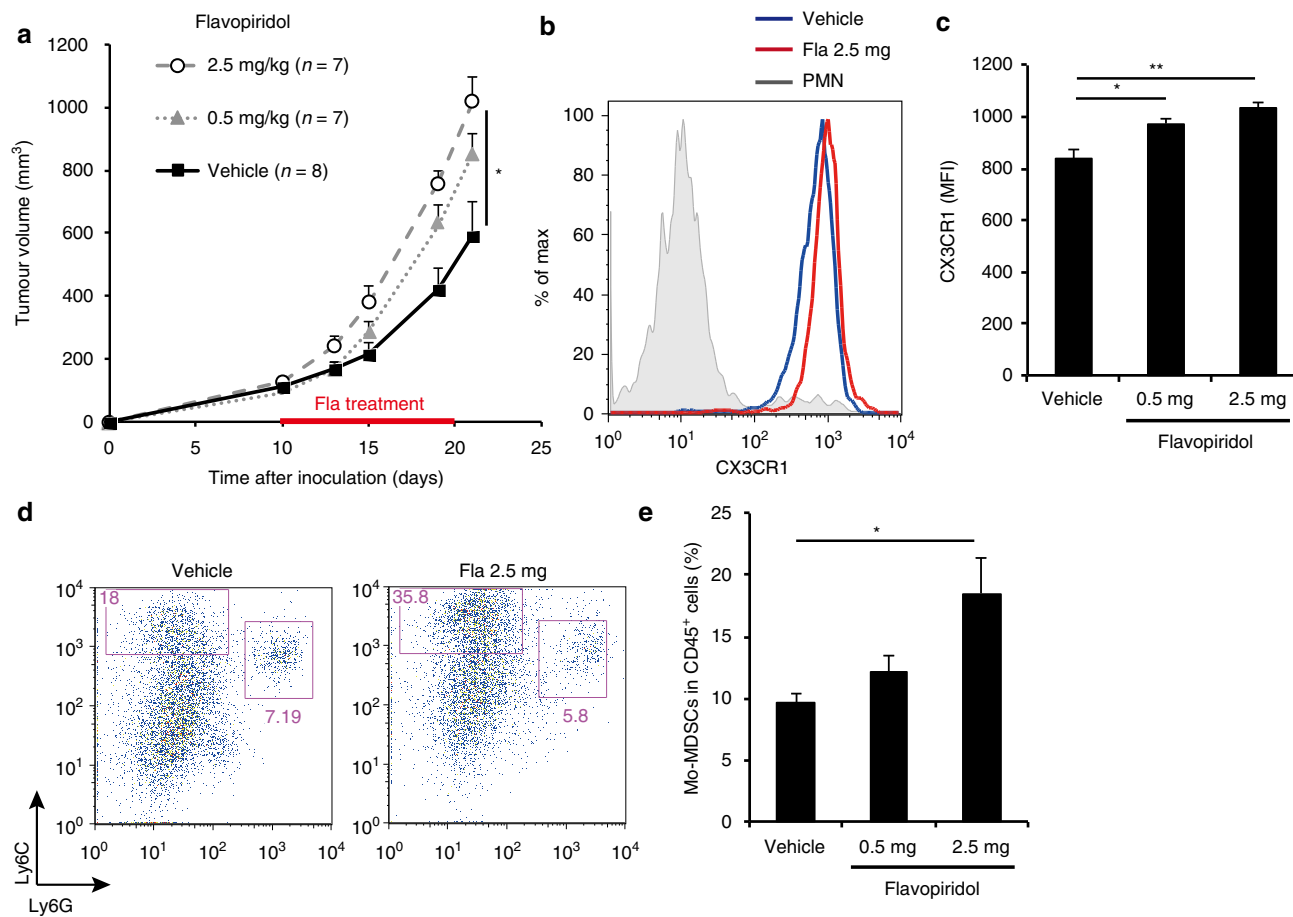 a
Flavopiridol
2.5 mg/kg (n = 7)
0.5 mg/kg (n = 7)
Vehicle (n = 8)
1200
1000
800
600
400
200
0
Tumour volume (mm³)
*
Fla treatment
0 5 10 15 20 25
Time after inoculation (days)
b
Vehicle
Fla 2.5 mg
PMN
100
80
60
40
20
0
% of max
10⁰ 10¹ 10² 10³ 10⁴
CX3CR1
c
1200
1000
800
600
400
200
0
CX3CR1 (MFI)
**
*
Vehicle 0.5 mg 2.5 mg
Flavopiridol
d
Vehicle
10⁴
10³
10²
10¹
10⁰
18
7.19
10⁰ 10¹ 10² 10³ 10⁴
Fla 2.5 mg
10⁴
10³
10²
10¹
10⁰
35.8
5.8
10⁰ 10¹ 10² 10³ 10⁴
Ly6C
Ly6G
e
25
20
15
10
5
0
Mo-MDSCs in CD45⁺ cells (%)
*
Vehicle 0.5 mg 2.5 mg
Flavopiridol